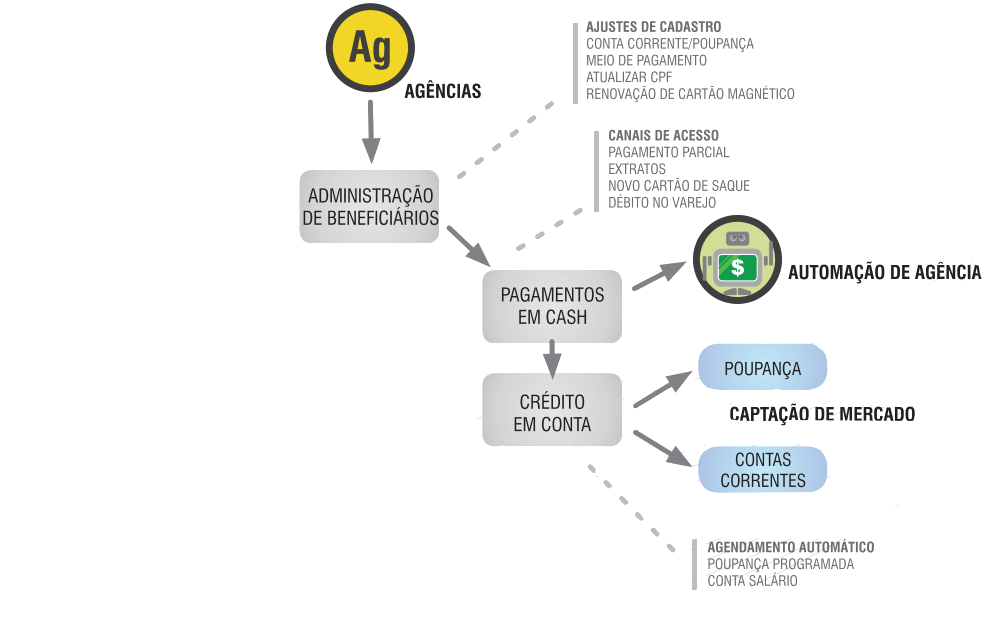 Ag
AGÊNCIAS
AJUSTES DE CADASTRO
CONTA CORRENTE/POUPANÇA
MEIO DE PAGAMENTO
ATUALIZAR CPF
RENOVAÇÃO DE CARTÃO MAGNÉTICO
CANAIS DE ACESSO
PAGAMENTO PARCIAL
EXTRATOS
NOVO CARTÃO DE SAQUE
DÉBITO NO VAREJO
ADMINISTRAÇÃO
DE BENEFICIÁRIOS
$
AUTOMAÇÃO DE AGÊNCIA
PAGAMENTOS
EM CASH
CRÉDITO
EM CONTA
POUPANÇA
CAPTAÇÃO DE MERCADO
CONTAS
CORRENTES
AGENDAMENTO AUTOMÁTICO
POUPANÇA PROGRAMADA
CONTA SALÁRIO